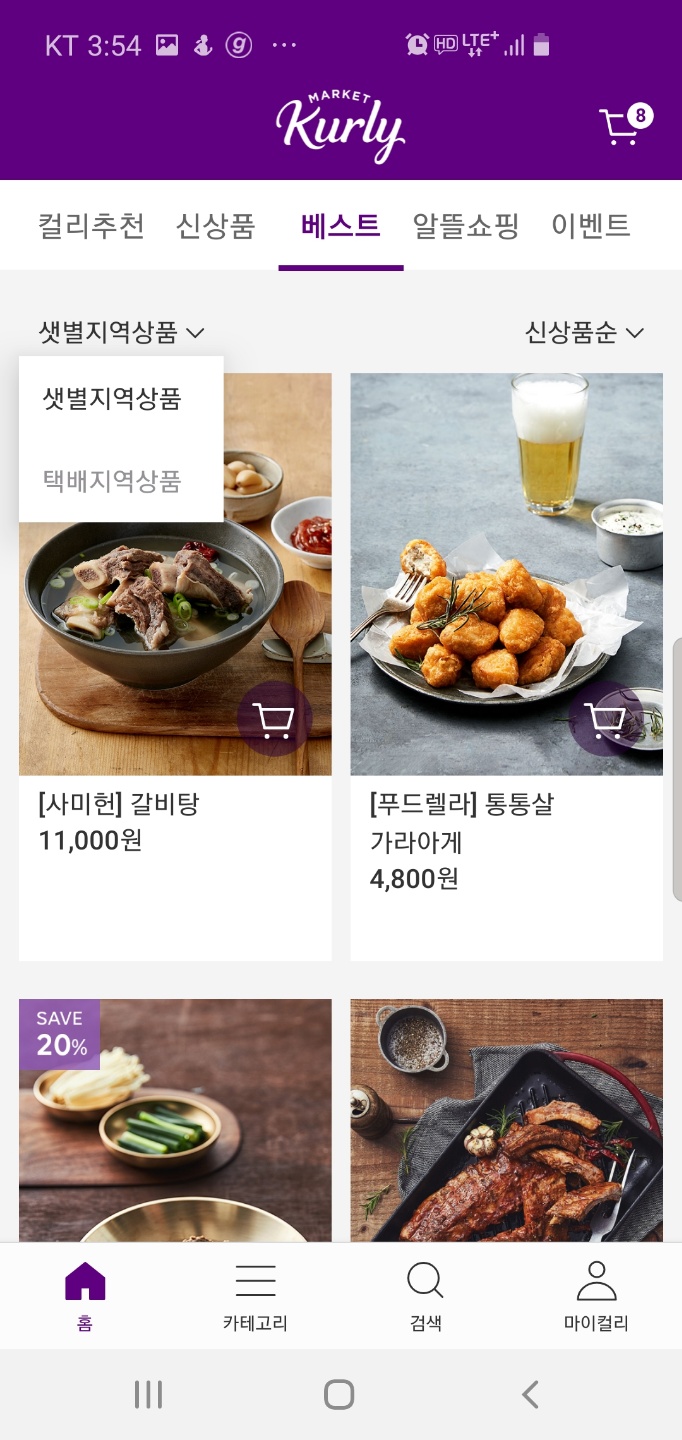 KT 3:54 HD LTE+
MARKET
Kurly
8
컬리추천 신상품 베스트 알뜰쇼핑 이벤트
샛별지역상품 신상품순
샛별지역상품
택배지역상품
[사미헌] 갈비탕
11,000원
[푸드렐라] 통통살
가라아게
4,800원
SAVE
20%
홈 카테고리 검색 마이컬리